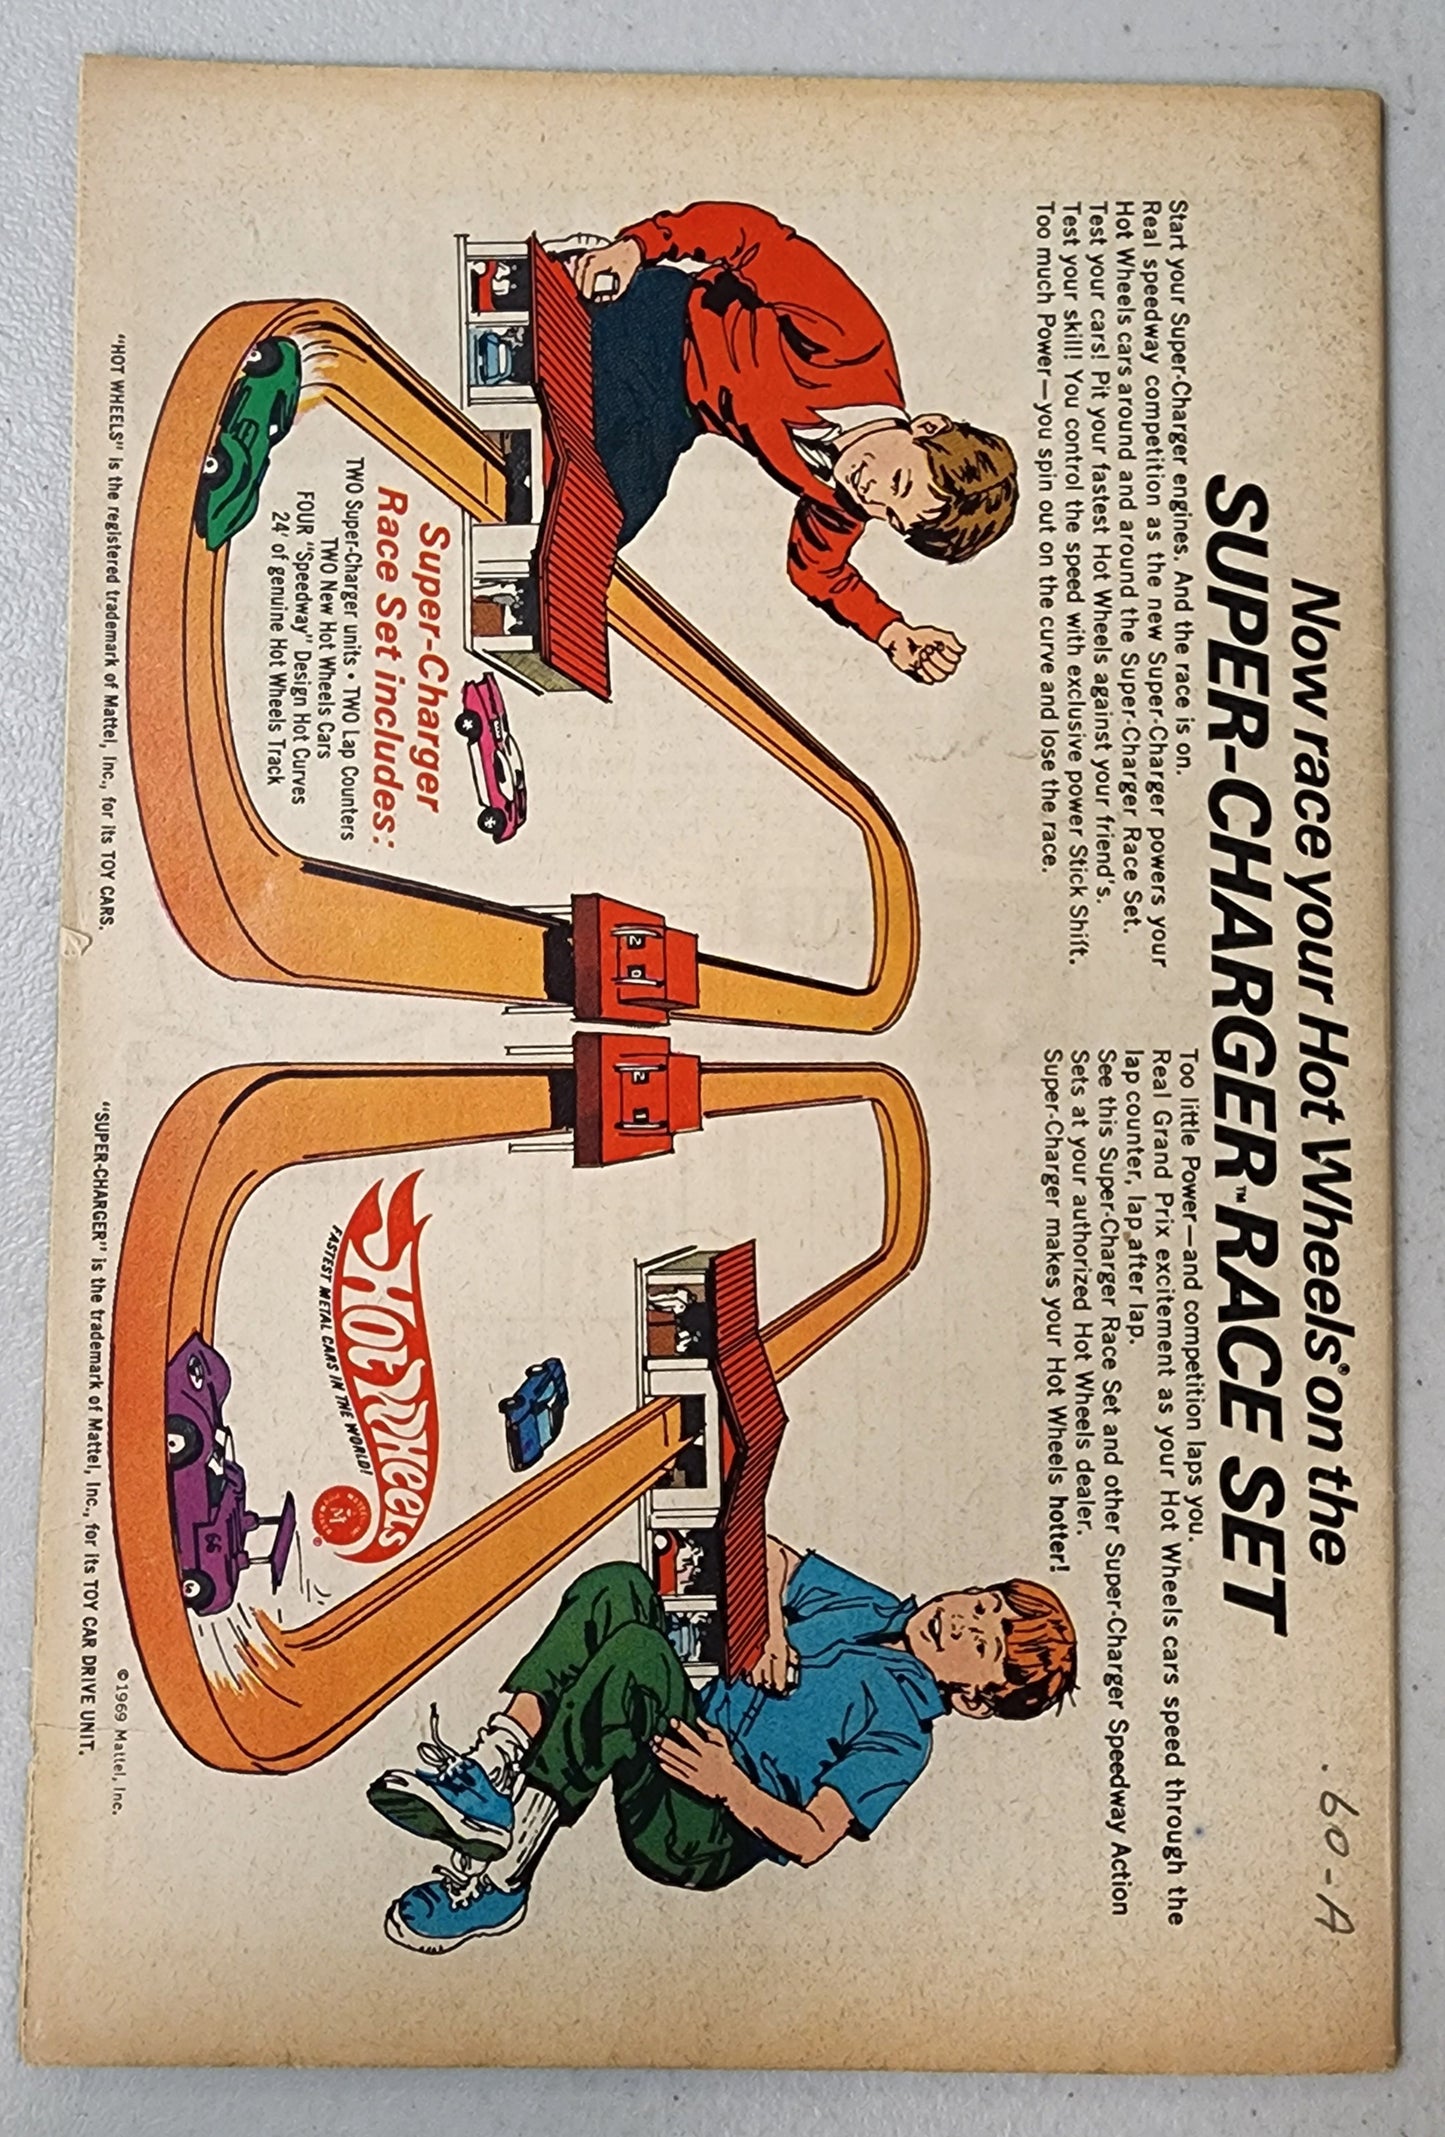 Now race your Hot Wheels® on the
SUPER-CHARGER™ RACE SET
.60-A
Start your Super-Charger engines. And the race is on.
Real speedway competition as the new Super-Charger powers your
Hot Wheels cars around and around the Super-Charger Race Set.
Test your cars! Pit your fastest Hot Wheels against your friend's.
Test your skill! You control the speed with exclusive power Stick Shift.
Too much Power—you spin out on the curve and lose the race.
Too little Power—and competition laps you.
Real Grand Prix excitement as your Hot Wheels cars speed through the
lap counter, lap after lap.
See this Super-Charger Race Set and other Super-Charger Speedway Action
Sets at your authorized Hot Wheels dealer.
Super-Charger makes your Hot Wheels hotter!
2 0
2 1
Super-Charger
Race Set includes:
TWO Super-Charger units • TWO Lap Counters
TWO New Hot Wheels Cars
FOUR "Speedway" Design Hot Curves
24' of genuine Hot Wheels Track
HOT WHEELS
FASTEST METAL CARS IN THE WORLD!
M
®
66
"HOT WHEELS" is the registered trademark of Mattel, Inc., for its TOY CARS.
"SUPER-CHARGER" is the trademark of Mattel, Inc., for its TOY CAR DRIVE UNIT.
©1969 Mattel, Inc.